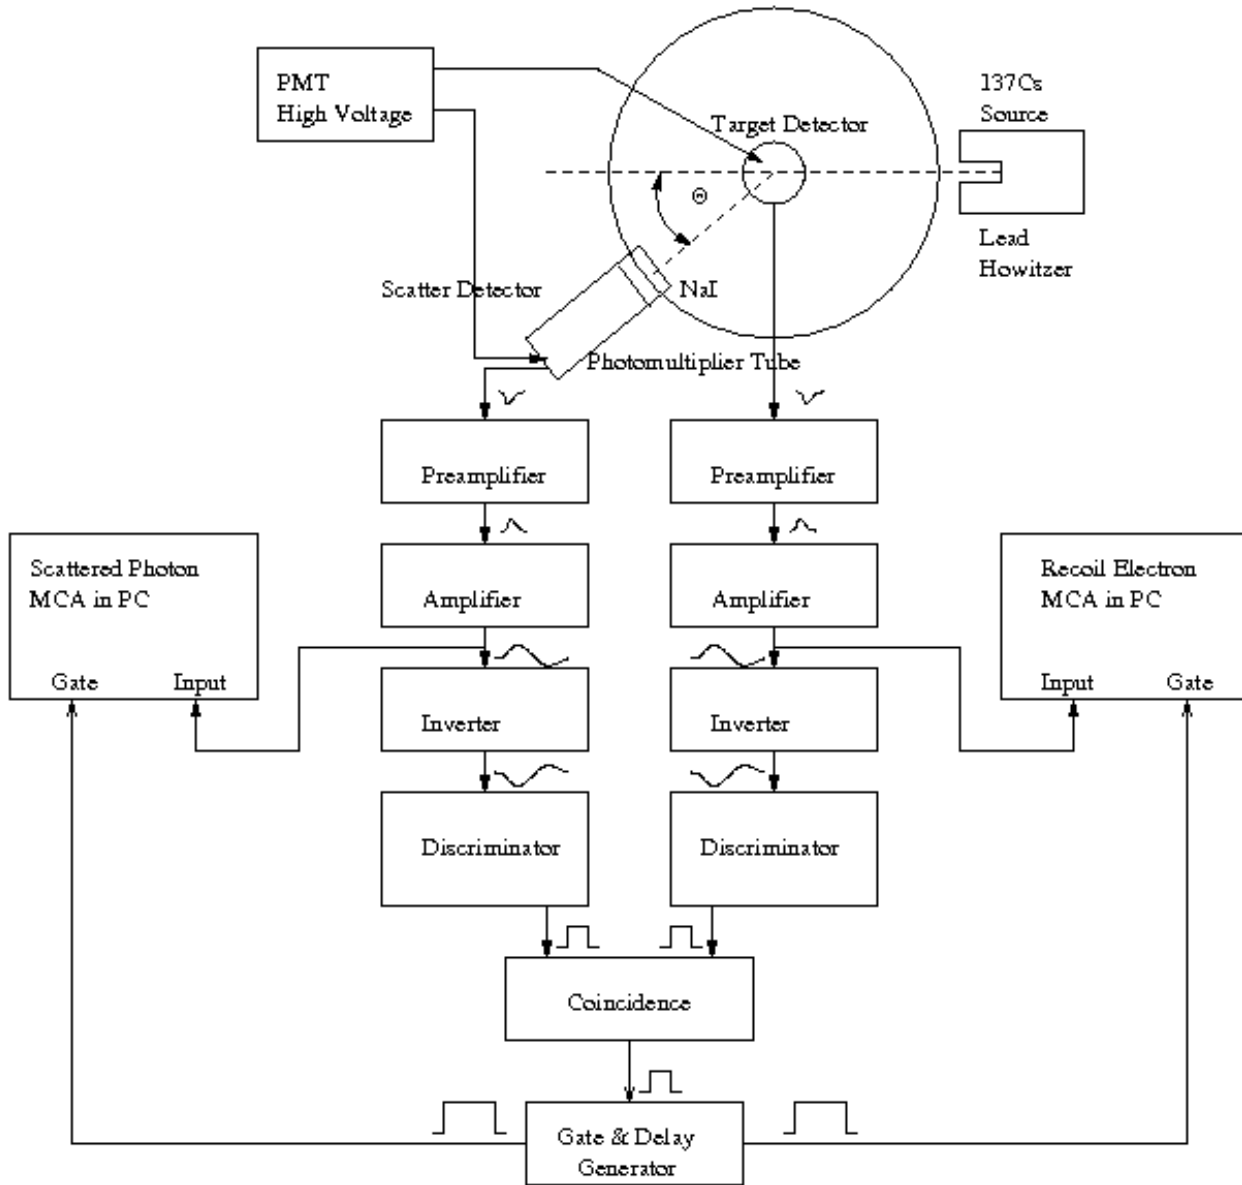 PMT
High Voltage
137Cs
Source
Target Detector
Θ
Lead
Howitzer
Scatter Detector
NaI
Photomultiplier Tube
Preamplifier
Preamplifier
Scattered Photon
MCA in PC
Gate
Input
Amplifier
Amplifier
Recoil Electron
MCA in PC
Input
Gate
Inverter
Inverter
Discriminator
Discriminator
Coincidence
Gate & Delay
Generator